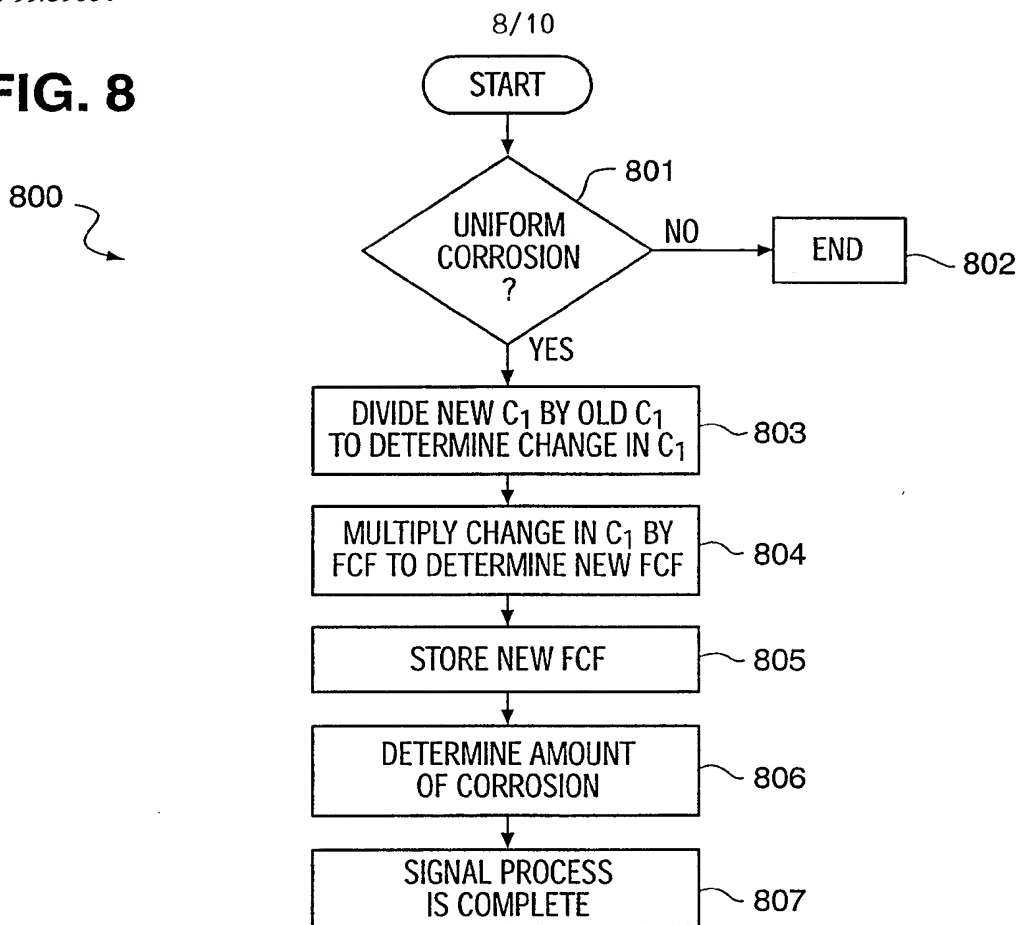 8/10
FIG. 8
START
800
801
UNIFORM
CORROSION
?
NO
END
802
YES
DIVIDE NEW C1 BY OLD C1
TO DETERMINE CHANGE IN C1
803
MULTIPLY CHANGE IN C1 BY
FCF TO DETERMINE NEW FCF
804
STORE NEW FCF
805
DETERMINE AMOUNT
OF CORROSION
806
SIGNAL PROCESS
IS COMPLETE
807